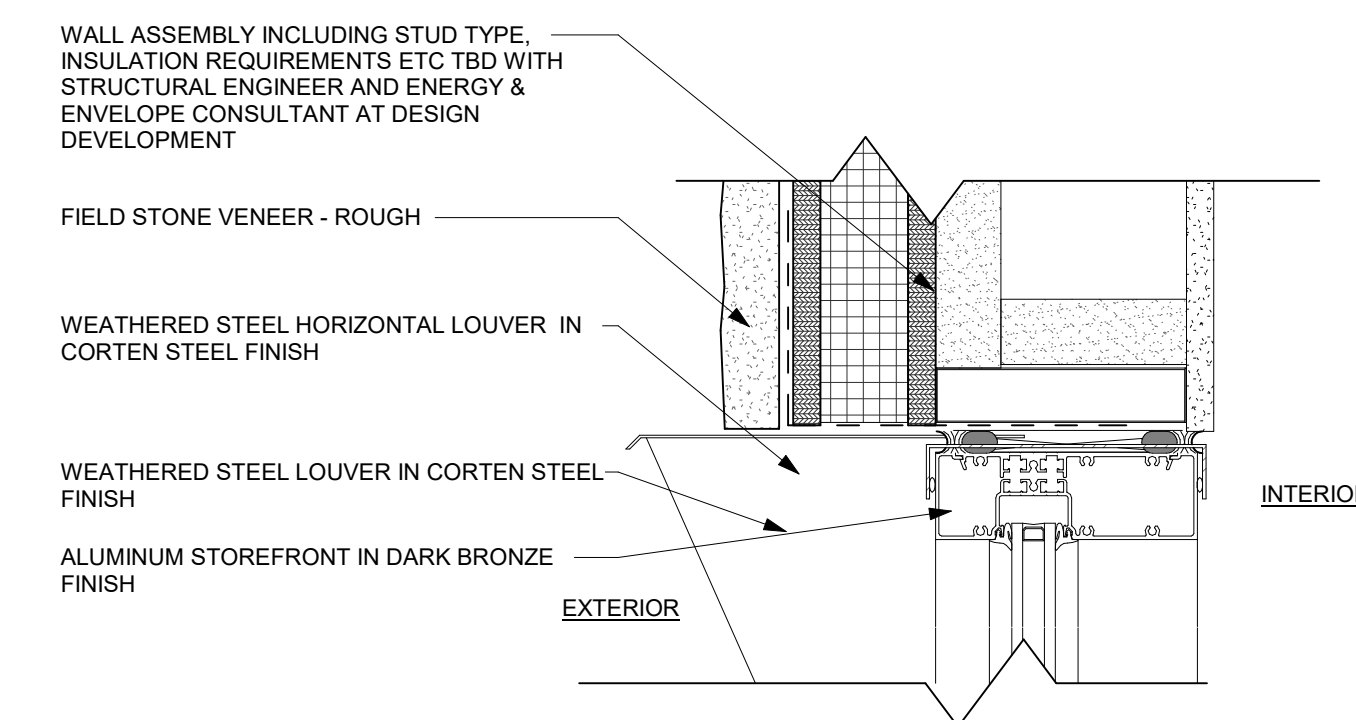 WALL ASSEMBLY INCLUDING STUD TYPE,
INSULATION REQUIREMENTS ETC TBD WITH
STRUCTURAL ENGINEER AND ENERGY &
ENVELOPE CONSULTANT AT DESIGN
DEVELOPMENT
FIELD STONE VENEER - ROUGH
WEATHERED STEEL HORIZONTAL LOUVER IN
CORTEN STEEL FINISH
WEATHERED STEEL LOUVER IN CORTEN STEEL
FINISH
ALUMINUM STOREFRONT IN DARK BRONZE
FINISH
EXTERIOR
INTERIO